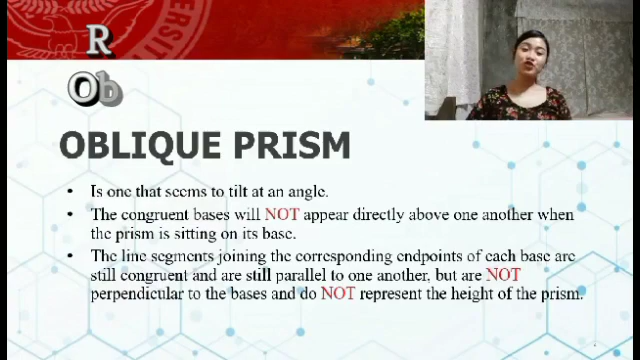 R
Ob
OBLIQUE PRISM
• Is one that seems to tilt at an angle.
• The congruent bases will NOT appear directly above one another when
the prism is sitting on its base.
• The line segments joining the corresponding endpoints of each base are
still congruent and are still parallel to one another, but are NOT
perpendicular to the bases and do NOT represent the height of the prism.